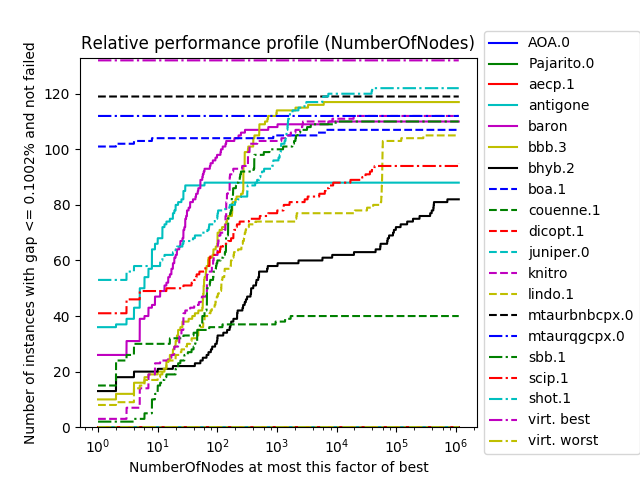 Relative performance profile (NumberOfNodes)
Number of instances with gap <= 0.1002% and not failed
120
100
80
60
40
20
0
10^0
10^1
10^2
10^3
10^4
10^5
10^6
NumberOfNodes at most this factor of best
AOA.0
Pajarito.0
aecp.1
antigone
baron
bbb.3
bhyb.2
boa.1
couenne.1
dicopt.1
juniper.0
knitro
lindo.1
mtaurbnbcpx.0
mtaurqgcpx.0
sbb.1
scip.1
shot.1
virt. best
virt. worst